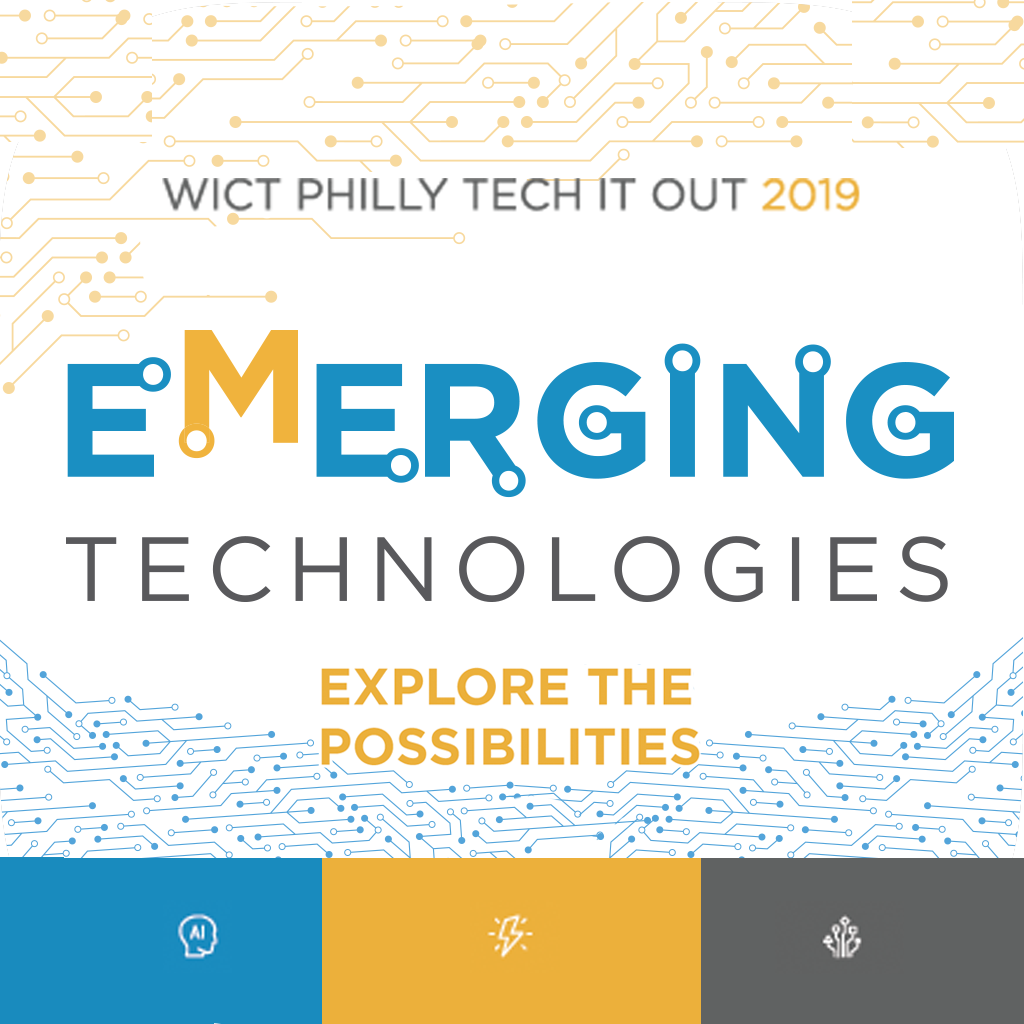 WICT PHILLY TECH IT OUT 2019
EMERGING
TECHNOLOGIES
EXPLORE THE
POSSIBILITIES
AI